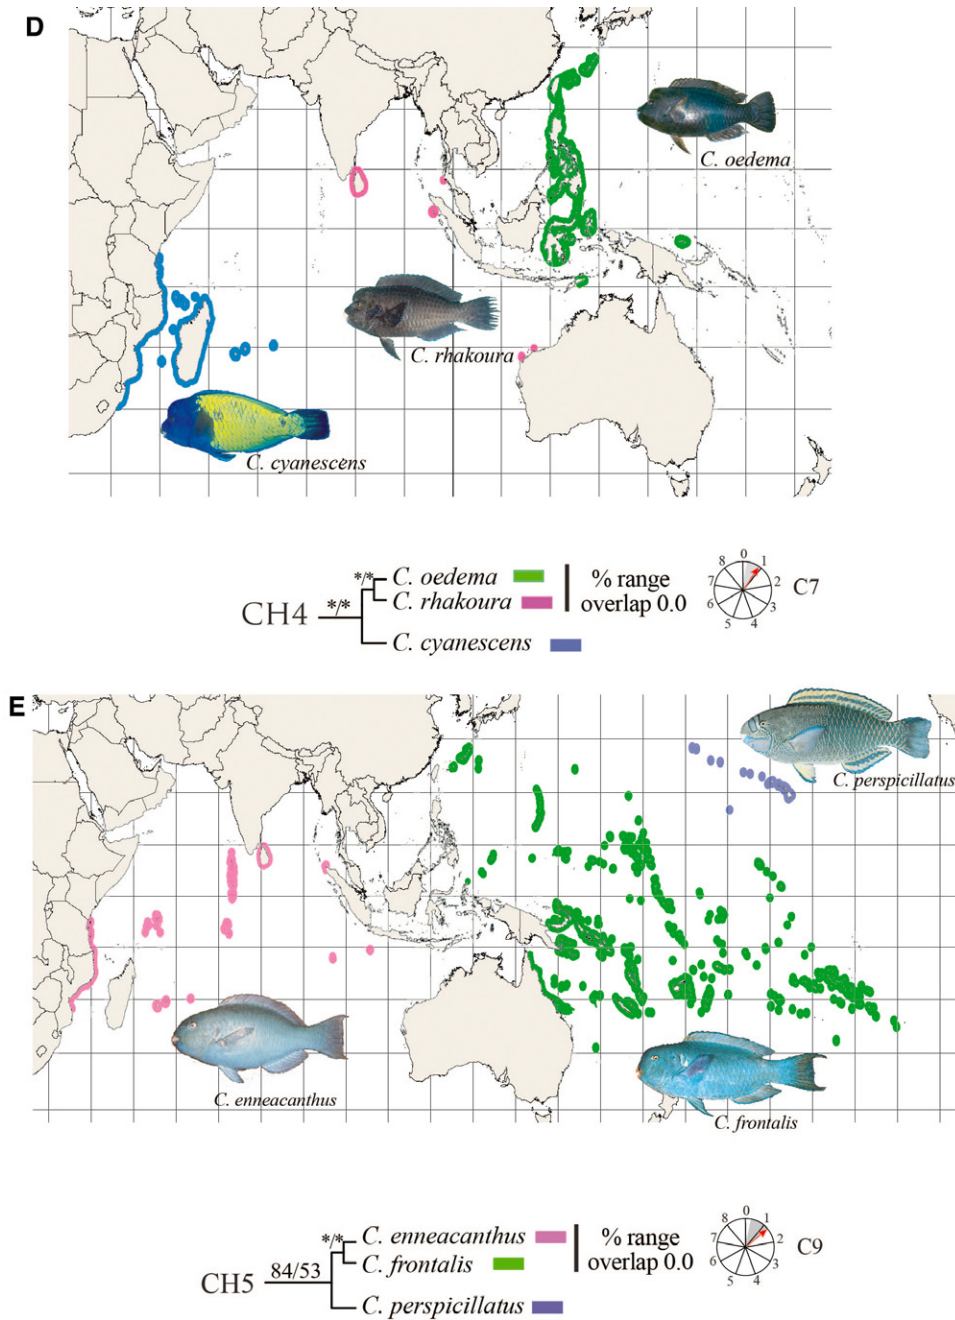 D
C. oedema
C. rhakoura
C. cyanescens
CH4
*/*
*/*
C. oedema
C. rhakoura
C. cyanescens
% range
overlap 0.0
0
1
2
3
4
5
6
7
8
C7
E
C. perspicillatus
C. enneacanthus
C. frontalis
CH5
84/53
*/*
C. enneacanthus
C. frontalis
C. perspicillatus
% range
overlap 0.0
0
1
2
3
4
5
6
7
8
C9